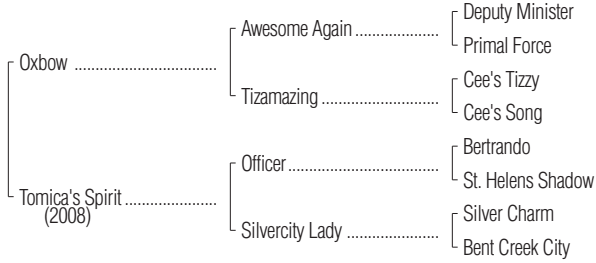 Deputy Minister
Awesome Again ....................
Primal Force
Oxbow ..................................
Cee's Tizzy
Tizamazing ............................
Cee's Song
Bertrando
Officer....................................
St. Helens Shadow
Tomica's Spirit ......................
(2008)
Silver Charm
Silvercity Lady ......................
Bent Creek City